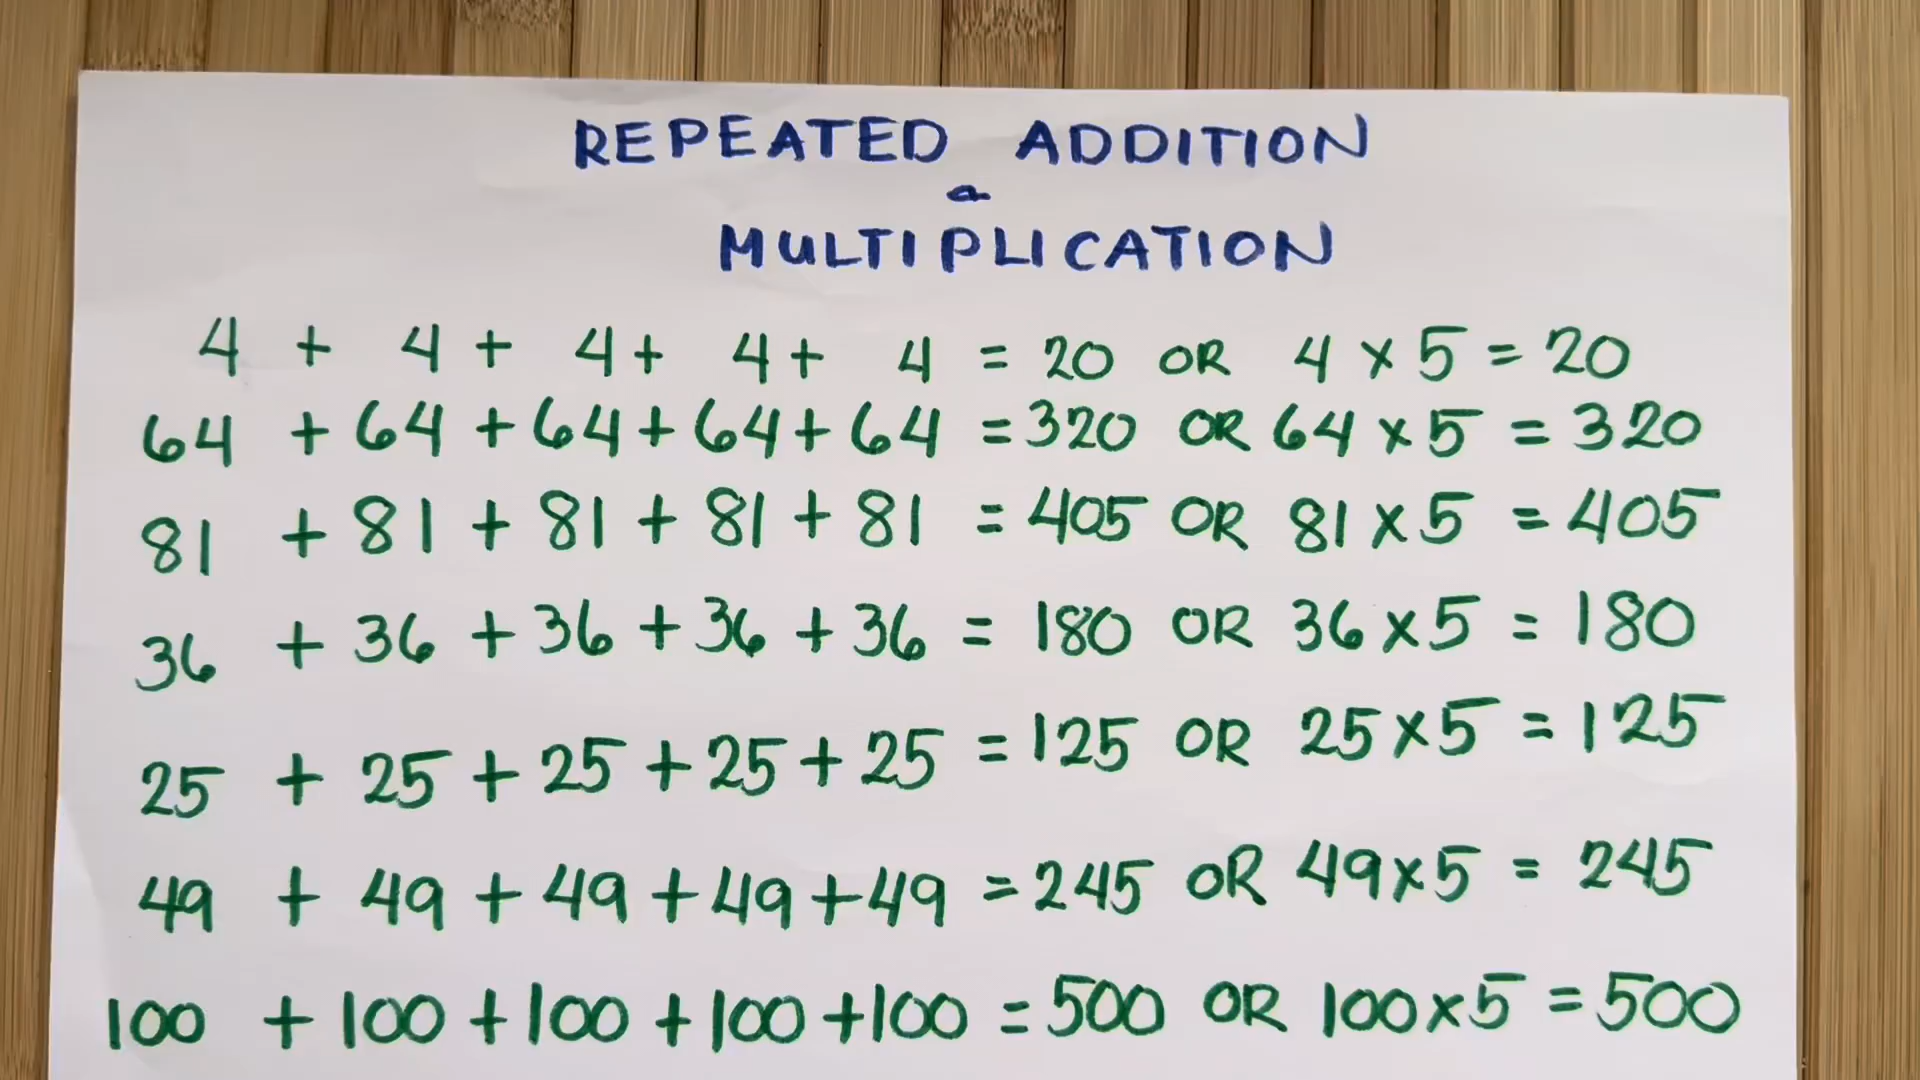 REPEATED ADDITION
a
MULTIPLICATION
4 + 4 + 4 + 4 + 4 = 20 OR 4 x 5 = 20
64 + 64 + 64 + 64 + 64 = 320 OR 64 x 5 = 320
81 + 81 + 81 + 81 + 81 = 405 OR 81 x 5 = 405
36 + 36 + 36 + 36 + 36 = 180 OR 36 x 5 = 180
25 + 25 + 25 + 25 + 25 = 125 OR 25 x 5 = 125
49 + 49 + 49 + 49 + 49 = 245 OR 49 x 5 = 245
100 + 100 + 100 + 100 + 100 = 500 OR 100 x 5 = 500